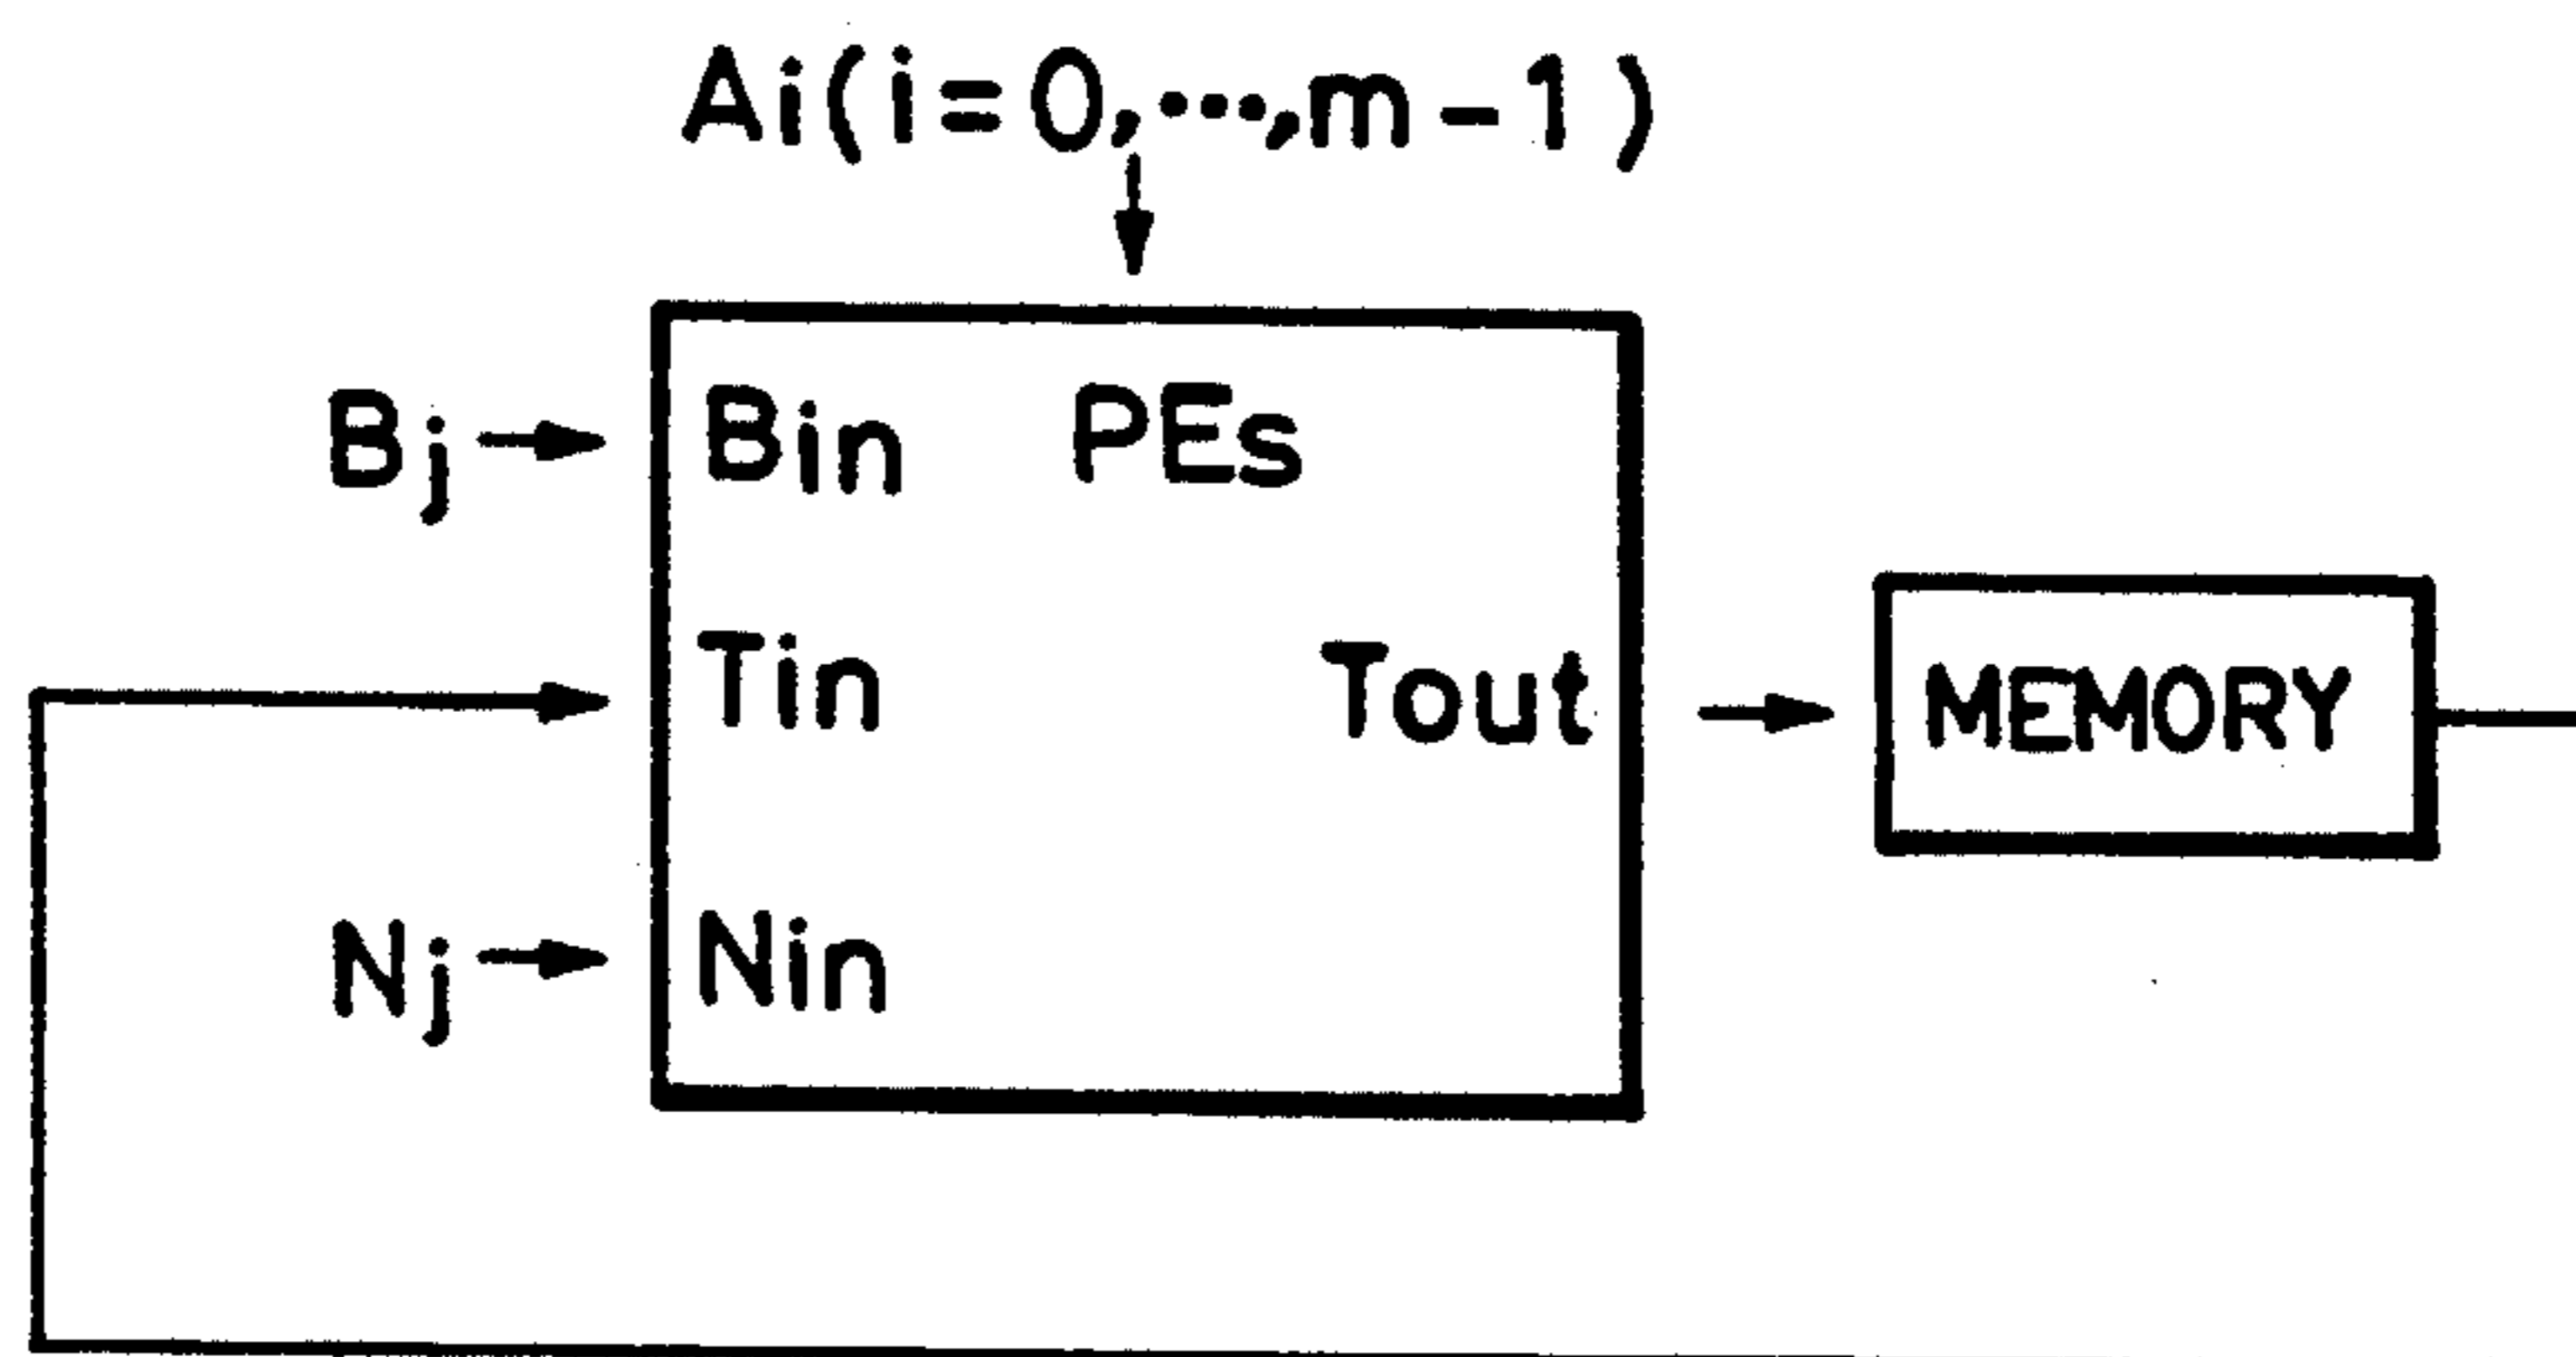 Ai(i=0,...,m-1)
Bj
Bin
PEs
Tin
Tout
MEMORY
Nj
Nin